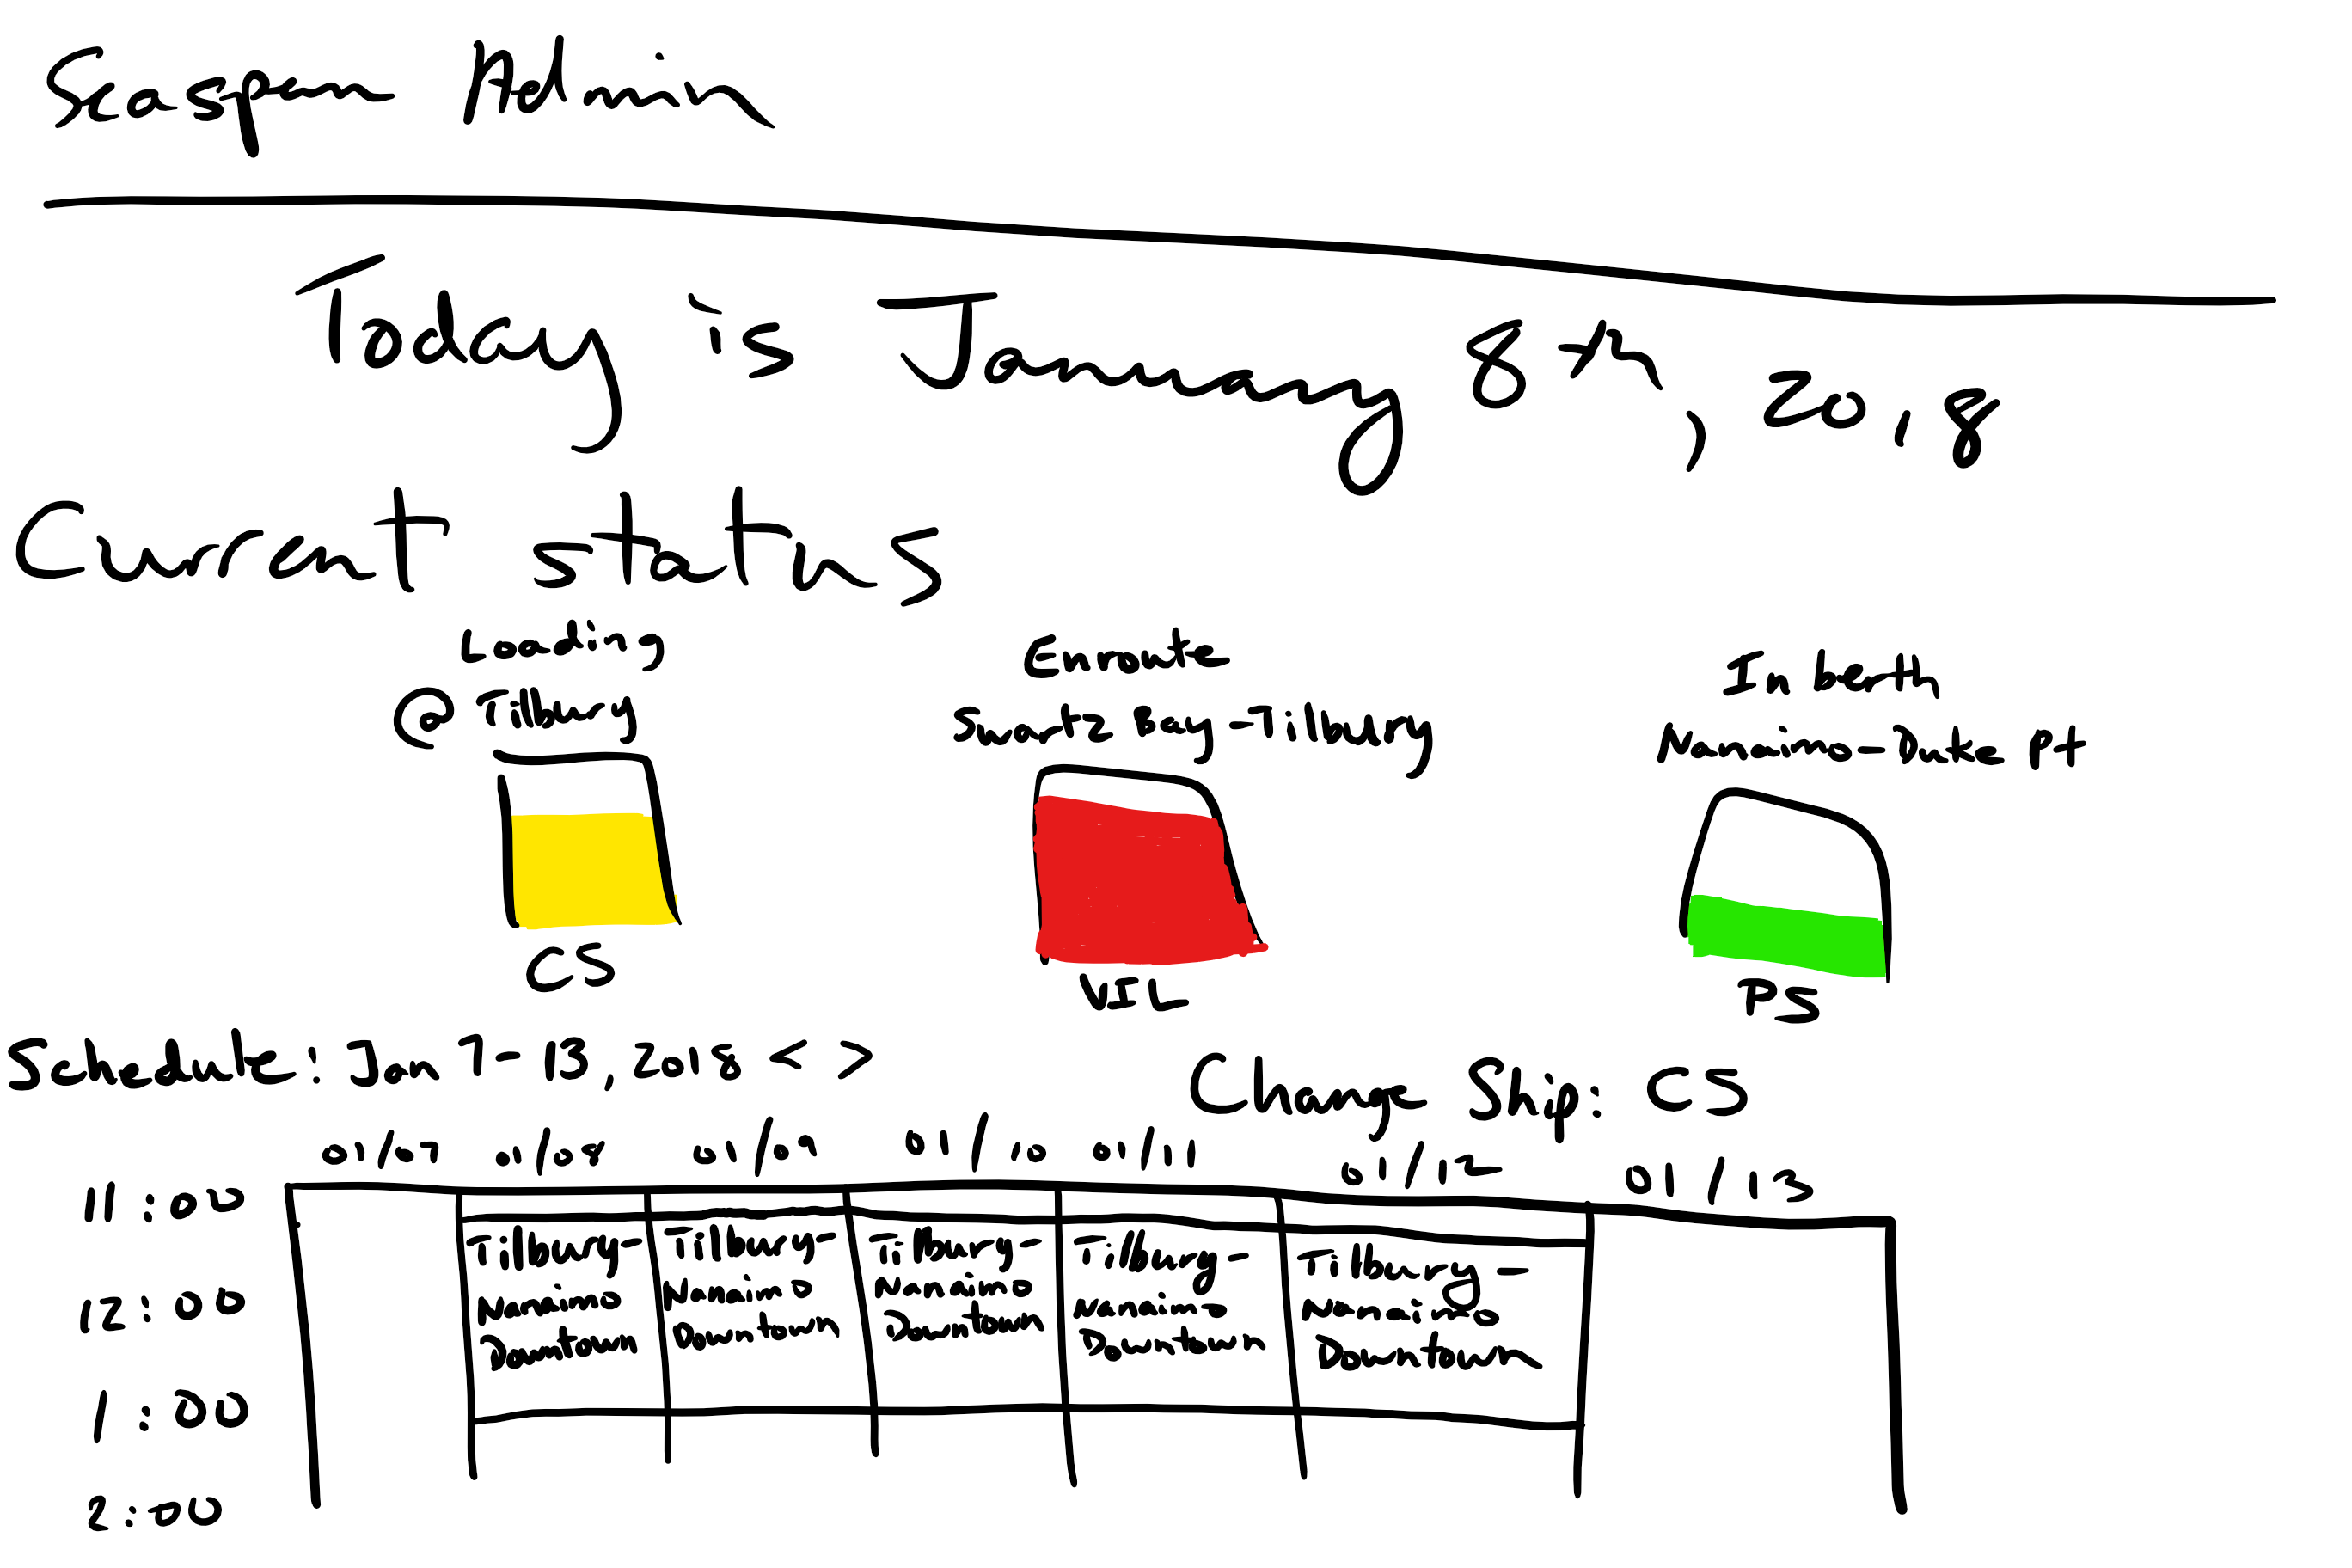 Seaspan Admin
Today is January 8th, 2018
Current status
Loading
@ Tilbury
Enroute
Swartz Bay-Tilbury
In berth
Nanaimo-Duke Pt
CS
VIL
PS
Schedule: Jan 7-13, 2018 < >
Change Ship: CS
01/07 01/08 01/09 01/10 01/11 01/12 01/13
11:00
12:00
1:00
2:00
Tilbury-
Nanaimo
Downtown
Tilbury-
Nanaimo
Downtown
Tilbury-
Nanaimo
Downtown
Tilbury-
Nanaimo
Downtown
Tilbury-
Nanaimo
Downtown